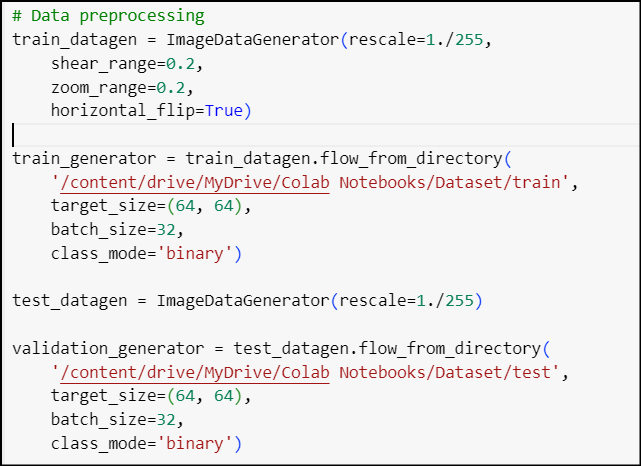 # Data preprocessing
train_datagen = ImageDataGenerator(rescale=1./255,
    shear_range=0.2,
    zoom_range=0.2,
    horizontal_flip=True)

train_generator = train_datagen.flow_from_directory(
    '/content/drive/MyDrive/Colab Notebooks/Dataset/train',
    target_size=(64, 64),
    batch_size=32,
    class_mode='binary')

test_datagen = ImageDataGenerator(rescale=1./255)

validation_generator = test_datagen.flow_from_directory(
    '/content/drive/MyDrive/Colab Notebooks/Dataset/test',
    target_size=(64, 64),
    batch_size=32,
    class_mode='binary')